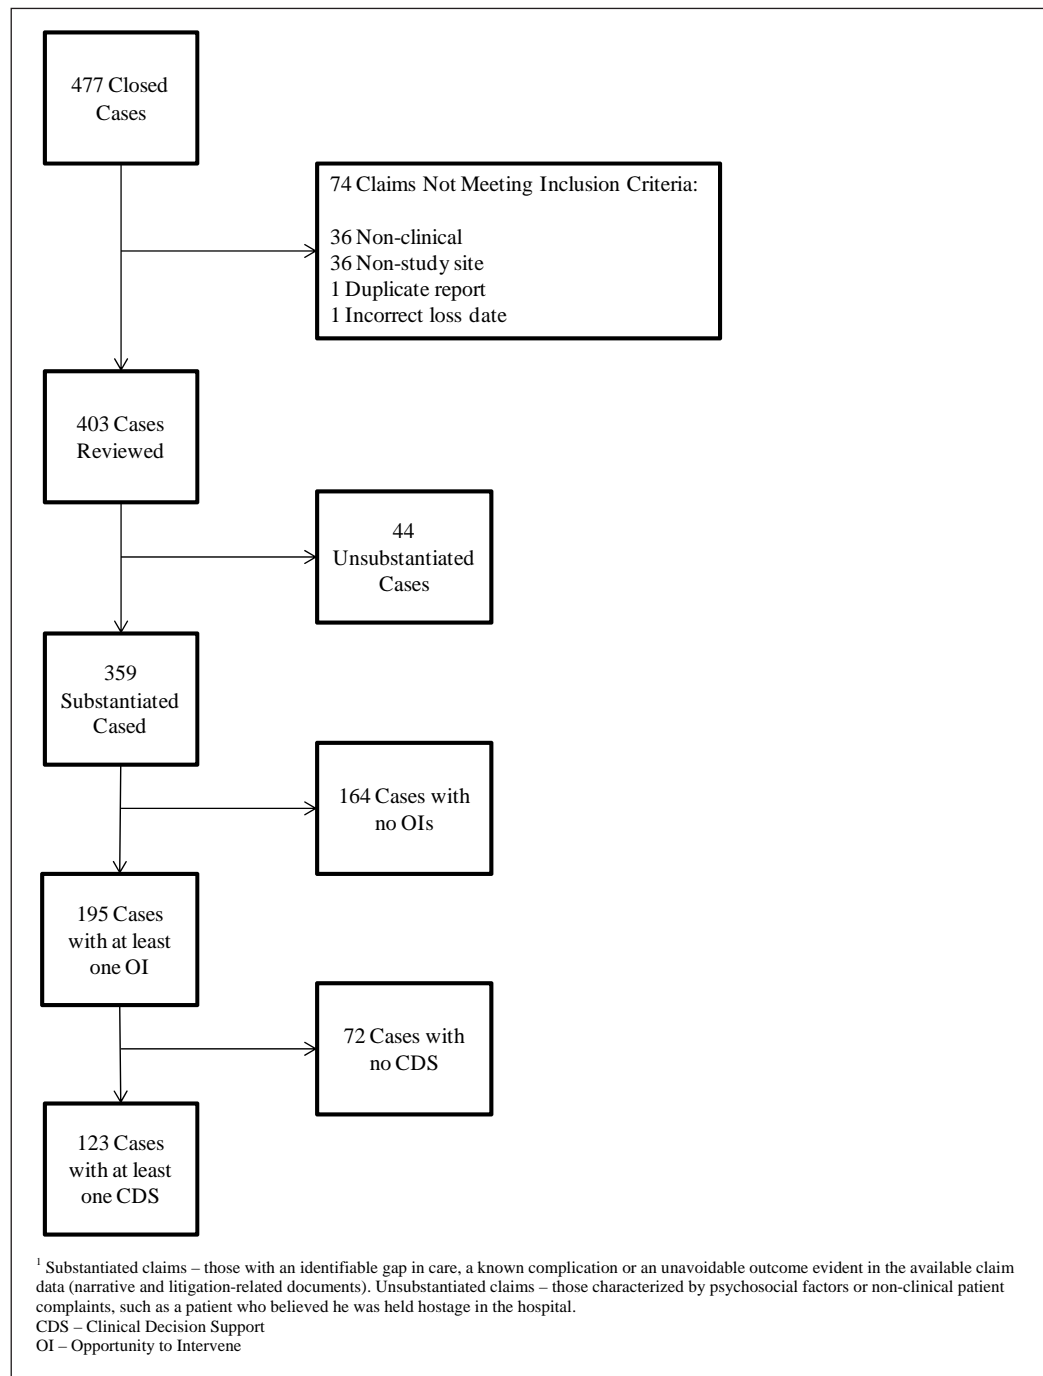 477 Closed
Cases
74 Claims Not Meeting Inclusion Criteria:
36 Non-clinical
36 Non-study site
1 Duplicate report
1 Incorrect loss date
403 Cases
Reviewed
44
Unsubstantiated
Cases
359
Substantiated
Cased
164 Cases with
no OIs
195 Cases
with at least
one OI
72 Cases with
no CDS
123 Cases
with at least
one CDS
1 Substantiated claims – those with an identifiable gap in care, a known complication or an unavoidable outcome evident in the available claim
data (narrative and litigation-related documents). Unsubstantiated claims – those characterized by psychosocial factors or non-clinical patient
complaints, such as a patient who believed he was held hostage in the hospital.
CDS – Clinical Decision Support
OI – Opportunity to Intervene